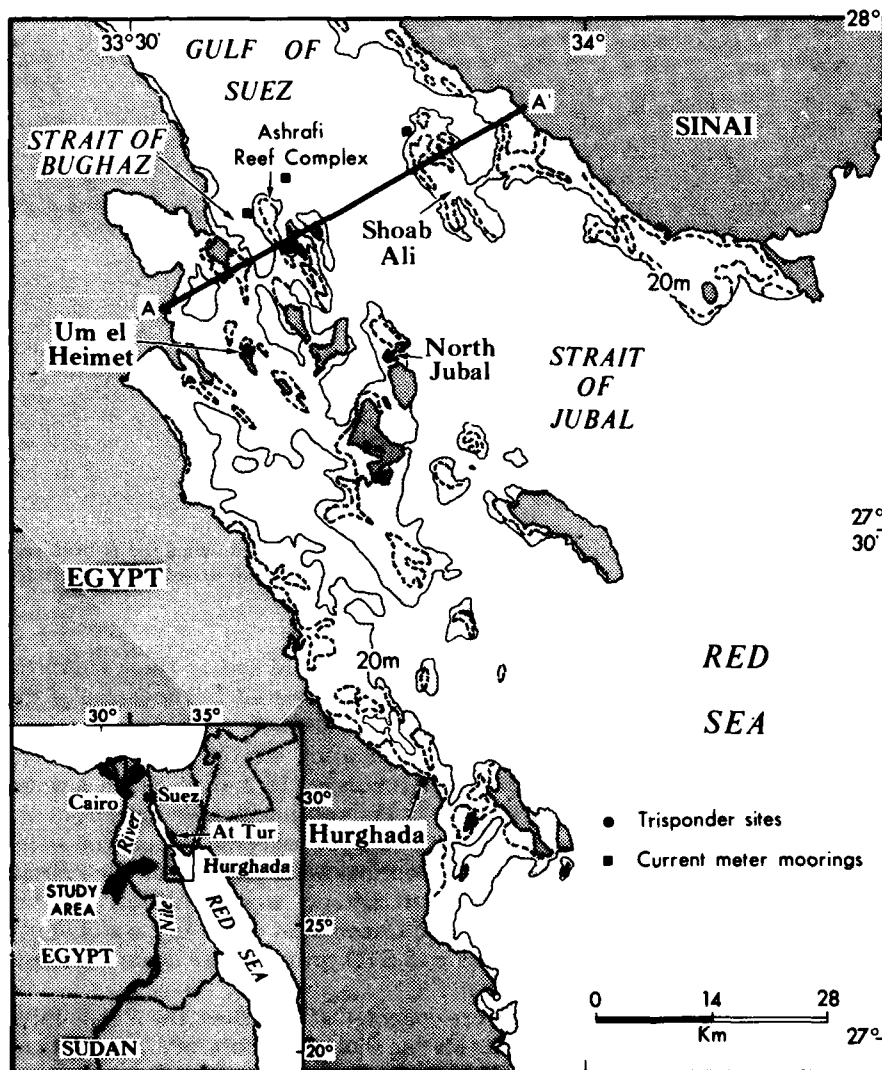 33°30'
34°
28°
GULF OF
SUEZ
A'
SINAI
STRAIT OF
BUGHAZ
Ashrafi
Reef Complex
Shoab
Ali
20m
A
Um el
Heimet
North
Jubal
STRAIT
OF
JUBAL
27°
30'
EGYPT
RED
SEA
20m
Hurghada
● Trisponder sites
■ Current meter moorings
0 14 28
Km
27°
30° 35°
Cairo
Suez
30°
River
At Tur
Hurghada
STUDY
AREA
Nile
RED SEA
25°
EGYPT
SUDAN
20°